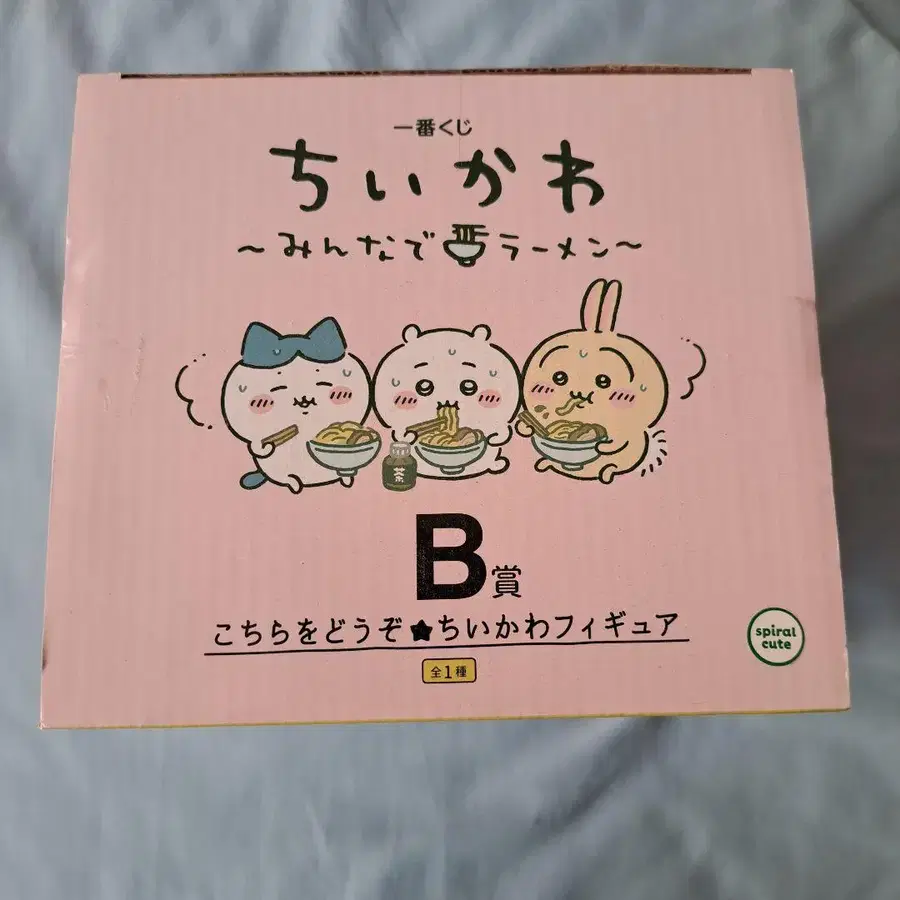 一番くじ
ちいかわ
～みんなでラーメン～
茶
B賞
こちらをどうぞ★ちいかわフィギュア
全1種
spiral
cute